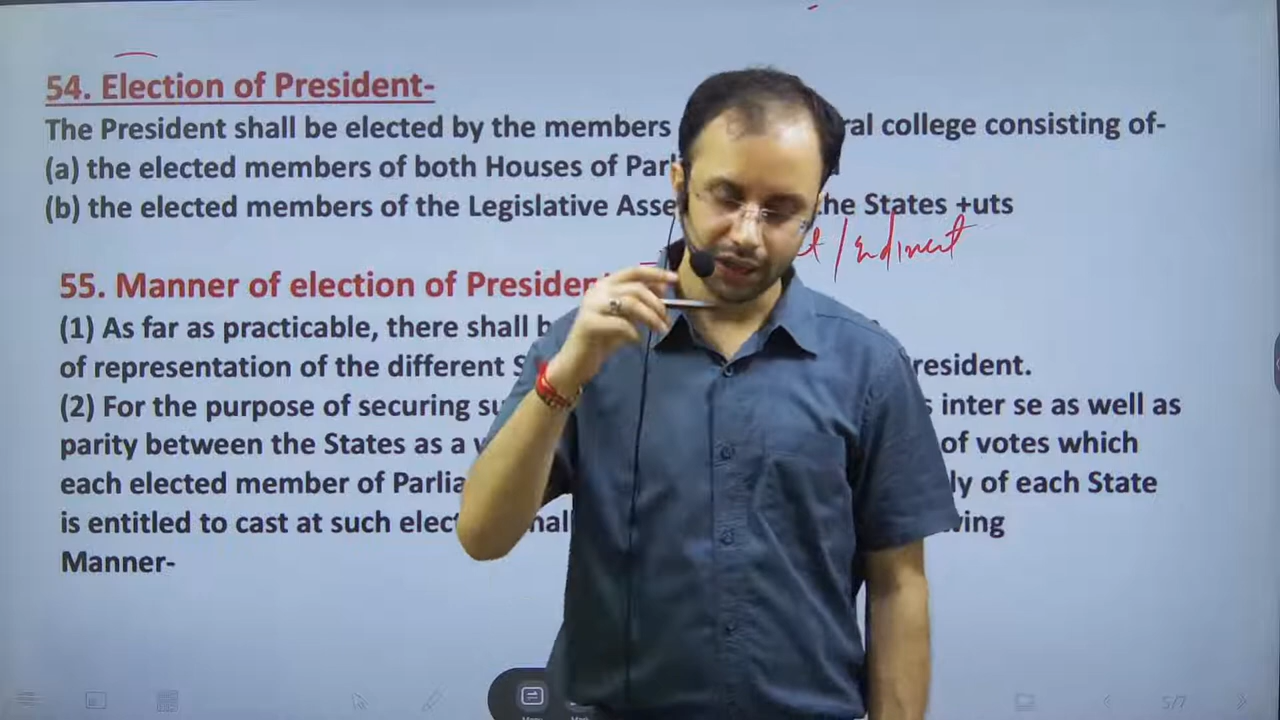 54. Election of President-
The President shall be elected by the members ral college consisting of-
(a) the elected members of both Houses of Parl
(b) the elected members of the Legislative Asse the States +uts
t / indirect
55. Manner of election of Presiden
(1) As far as practicable, there shall b
of representation of the different S resident.
(2) For the purpose of securing su s inter se as well as
parity between the States as a w of votes which
each elected member of Parlia ly of each State
is entitled to cast at such elect hal wing
Manner-
5/7